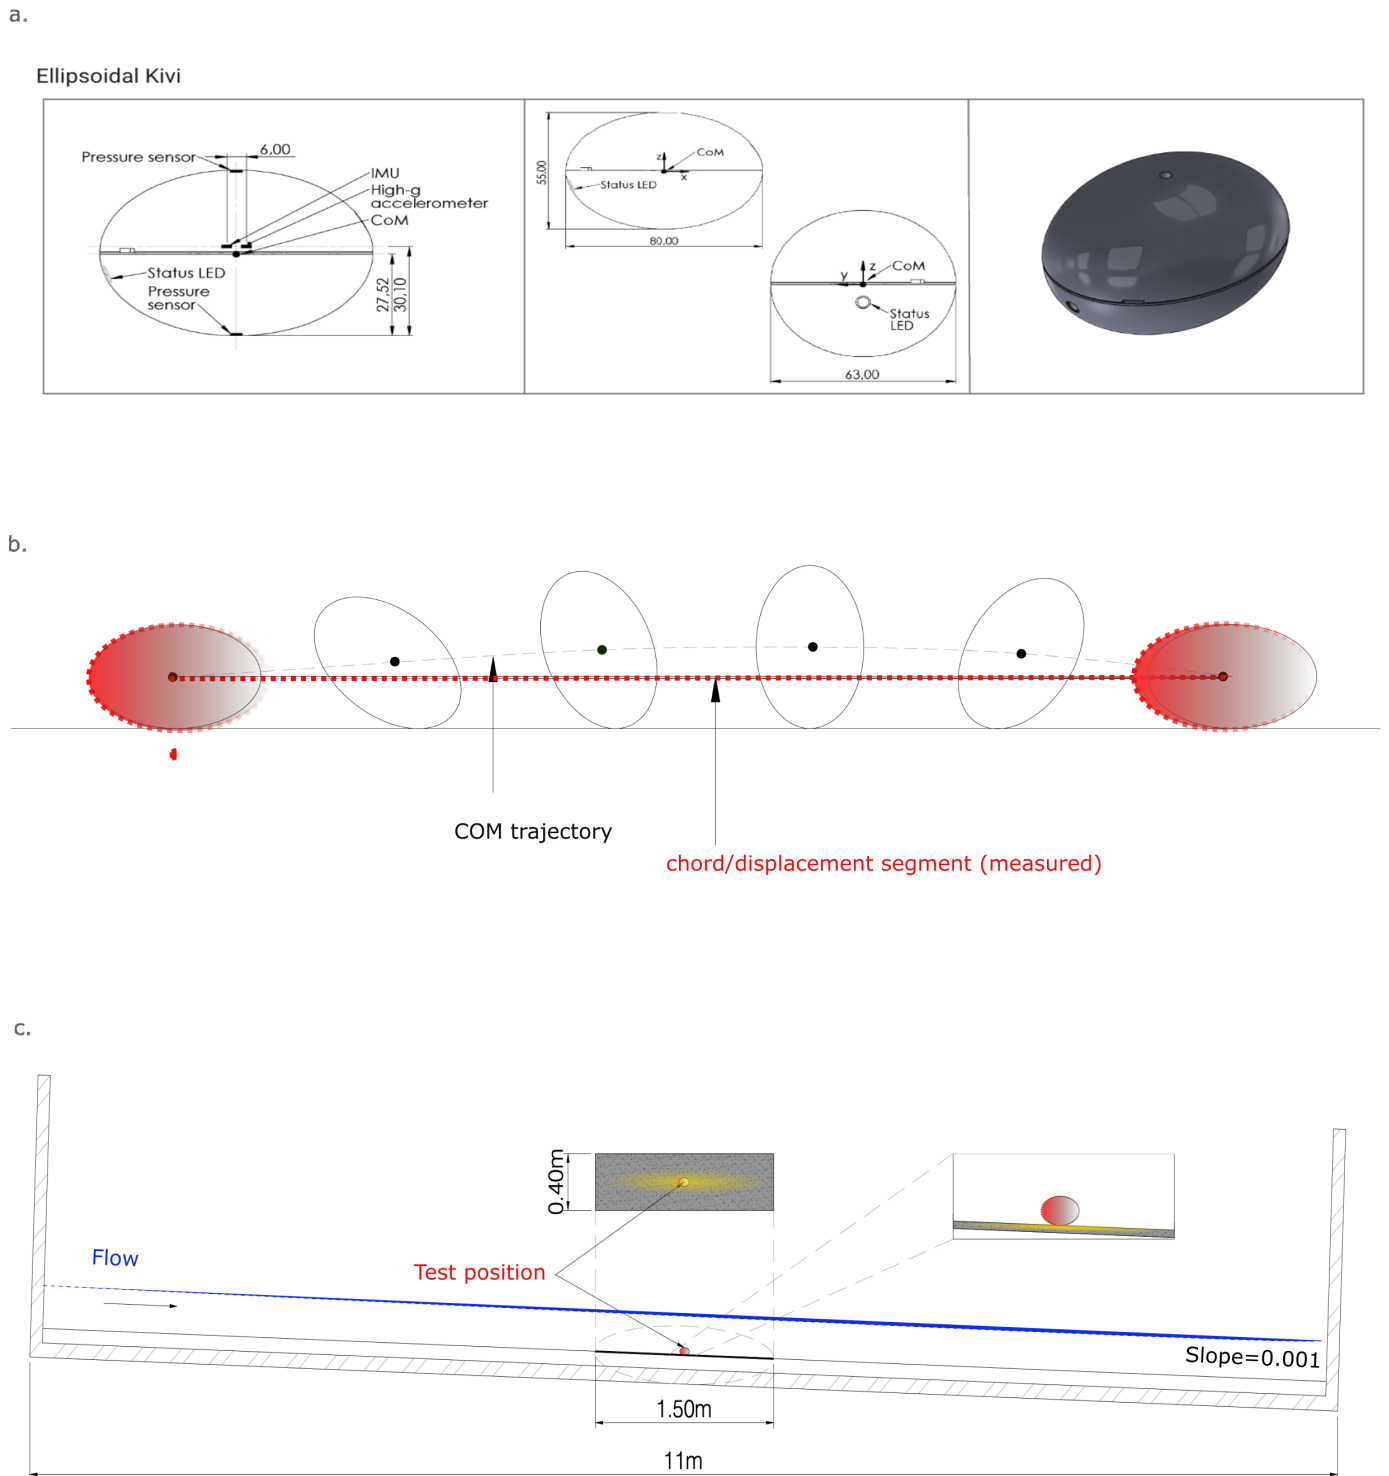 a.
Ellipsoidal Kivi
Pressure sensor
6,00
IMU
High-g
accelerometer
CoM
Status LED
Pressure
sensor
27,52
30,10
55,00
z
CoM
x
Status LED
80,00
y
z
CoM
Status
LED
63,00
b.
COM trajectory
chord/displacement segment (measured)
c.
0.40m
Flow
Test position
Slope=0.001
1.50m
11m